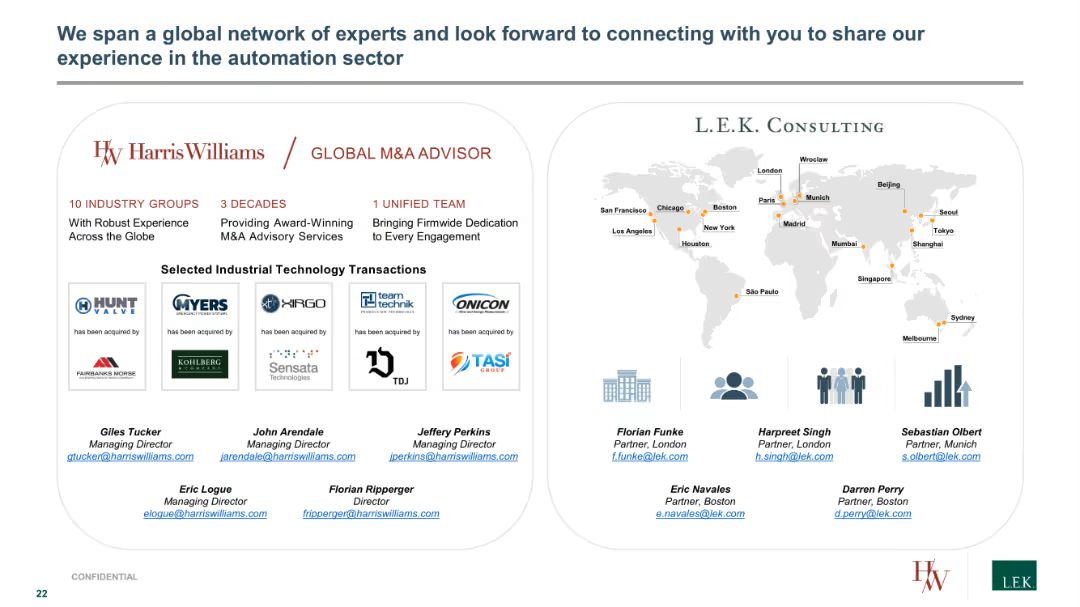 We span a global network of experts and look forward to connecting with you to share our
experience in the automation sector
HW HarrisWilliams / GLOBAL M&A ADVISOR
10 INDUSTRY GROUPS
With Robust Experience
Across the Globe
3 DECADES
Providing Award-Winning
M&A Advisory Services
1 UNIFIED TEAM
Bringing Firmwide Dedication
to Every Engagement
Selected Industrial Technology Transactions
HUNT
VALVE
has been acquired by
FAIRBANKS MORSE
MYERS
EMERGENCY POWER SYSTEMS
has been acquired by
KOHLBERG
& COMPANY
XIRGO
has been acquired by
Sensata
Technologies
team
technik
PRODUCTION TECHNOLOGY
has been acquired by
TDJ
ONICON
Flow and Energy Measurement
has been acquired by
TASI
GROUP
Giles Tucker
Managing Director
gtucker@harriswilliams.com
John Arendale
Managing Director
jarendale@harriswilliams.com
Jeffery Perkins
Managing Director
jperkins@harriswilliams.com
Eric Logue
Managing Director
elogue@harriswilliams.com
Florian Ripperger
Director
fripperger@harriswilliams.com
L.E.K. CONSULTING
Wroclaw
London
Beijing
Paris
Munich
San Francisco
Chicago
Boston
Seoul
Los Angeles
New York
Madrid
Tokyo
Houston
Mumbai
Shanghai
Singapore
São Paulo
Sydney
Melbourne
Florian Funke
Partner, London
f.funke@lek.com
Harpreet Singh
Partner, London
h.singh@lek.com
Sebastian Olbert
Partner, Munich
s.olbert@lek.com
Eric Navales
Partner, Boston
e.navales@lek.com
Darren Perry
Partner, Boston
d.perry@lek.com
CONFIDENTIAL
22
HW
L.E.K.